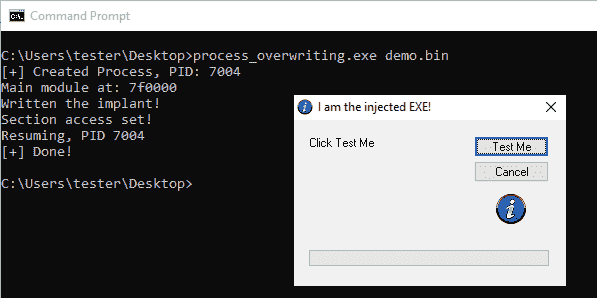 Command Prompt
C:\Users\tester\Desktop>process_overwriting.exe demo.bin
[+] Created Process, PID: 7004
Main module at: 7f0000
Written the implant!
Section access set!
Resuming, PID 7004
[+] Done!
C:\Users\tester\Desktop>
I am the injected EXE!
Click Test Me
Test Me
Cancel